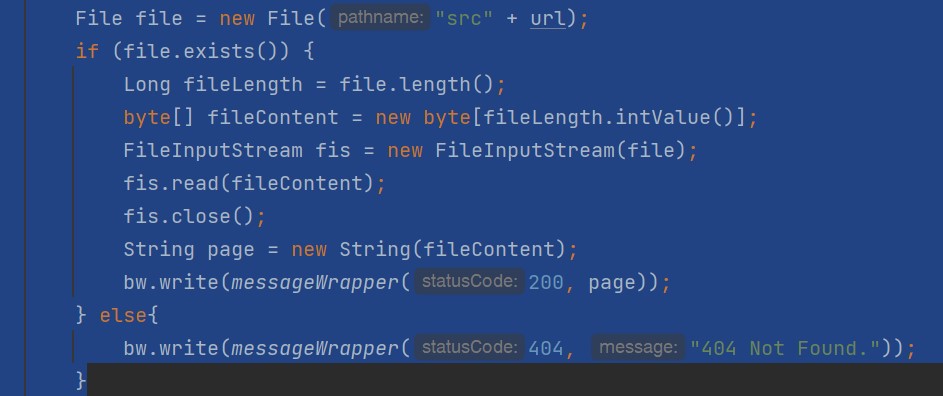 File file = new File( pathname: "src" + url);
if (file.exists()) {
Long fileLength = file.length();
byte[] fileContent = new byte[fileLength.intValue()];
FileInputStream fis = new FileInputStream(file);
fis.read(fileContent);
fis.close();
String page = new String(fileContent);
bw.write(messageWrapper( statusCode: 200, page));
} else{
bw.write(messageWrapper( statusCode: 404, message: "404 Not Found."));
}